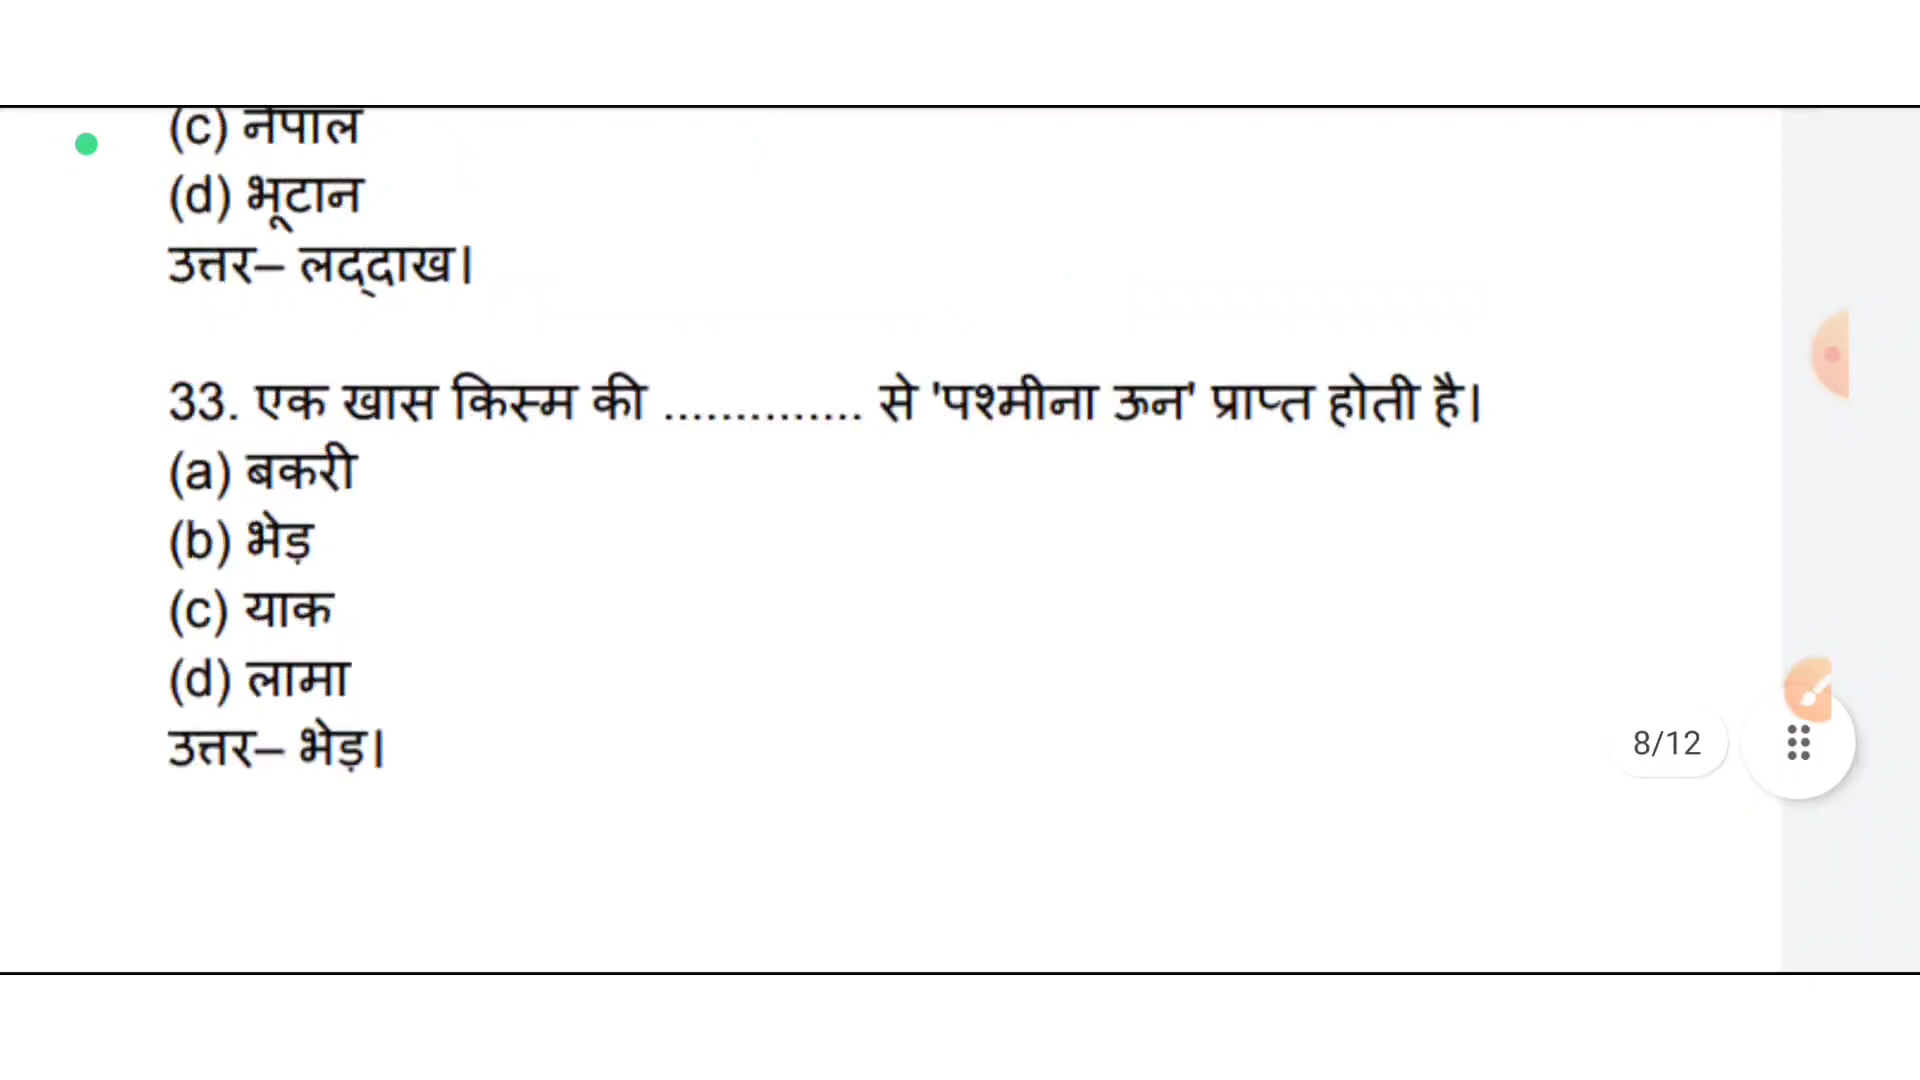 (c) नेपाल
(d) भूटान
उत्तर– लद्दाख।
33. एक खास किस्म की .............. से 'पश्मीना ऊन' प्राप्त होती है।
(a) बकरी
(b) भेड़
(c) याक
(d) लामा
उत्तर– भेड़।
8/12